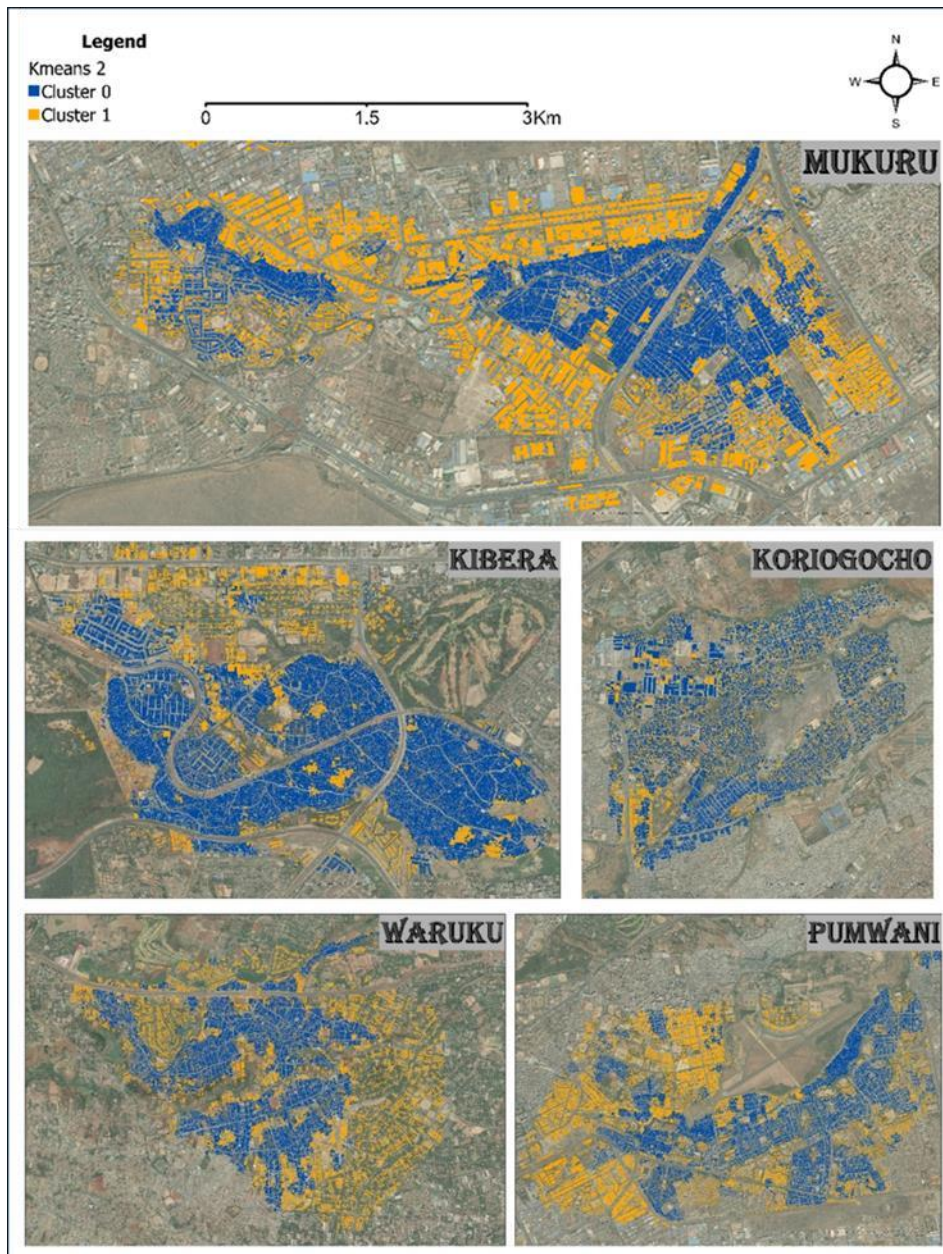 Legend
Kmeans 2
Cluster 0
Cluster 1
0 1.5 3Km
N
W E
S
MUKURU
KIBERA
KORIOGOCHO
WARUKU
PUMWANI